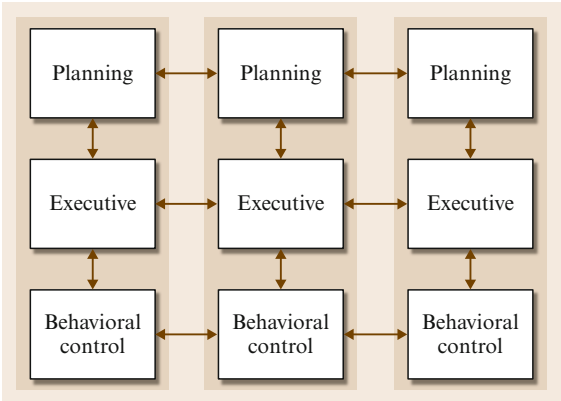 Planning
Planning
Planning
Executive
Executive
Executive
Behavioral
control
Behavioral
control
Behavioral
control